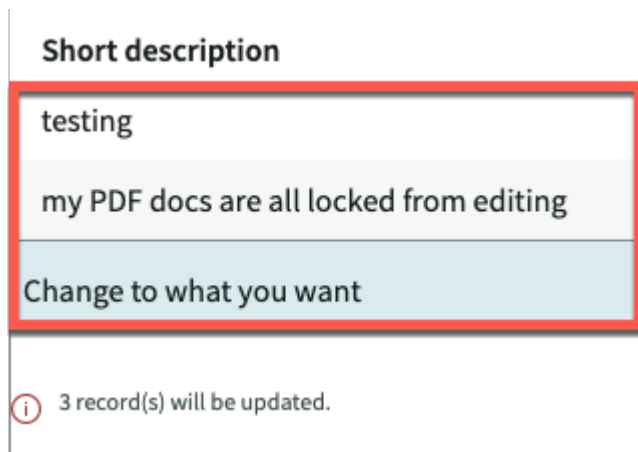 Short description
testing
my PDF docs are all locked from editing
Change to what you want
3 record(s) will be updated.